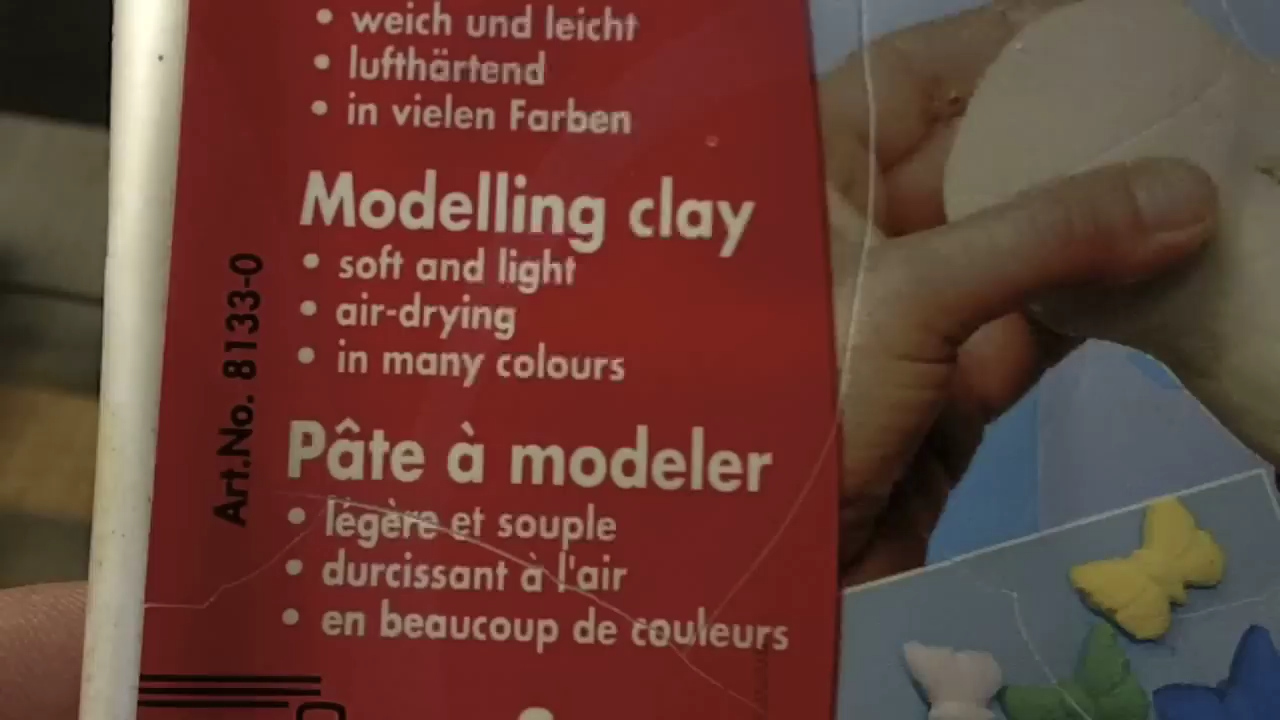 • weich und leicht
• lufthärtend
• in vielen Farben
Modelling clay
• soft and light
• air-drying
• in many colours
Pâte à modeler
• légère et souple
• durcissant à l'air
• en beaucoup de couleurs
Art.No. 8133-0